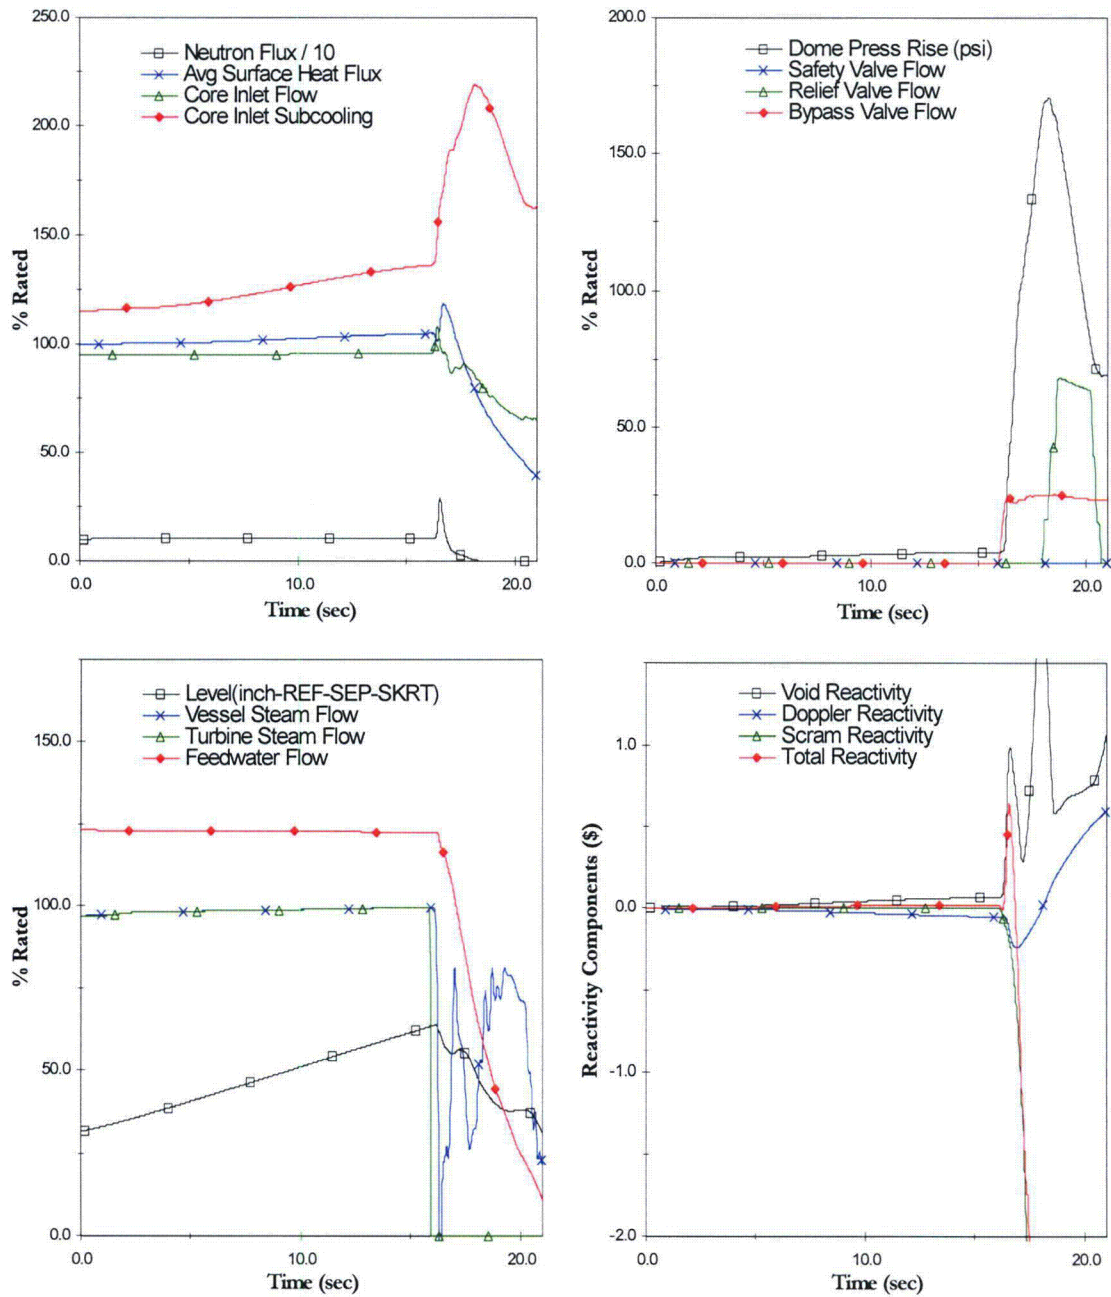 250.0
200.0
150.0
100.0
50.0
0.0
% Rated
Neutron Flux / 10
Avg Surface Heat Flux
Core Inlet Flow
Core Inlet Subcooling
0.0 10.0 20.0
Time (sec)
200.0
150.0
100.0
50.0
0.0
% Rated
Dome Press Rise (psi)
Safety Valve Flow
Relief Valve Flow
Bypass Valve Flow
0.0 10.0 20.0
Time (sec)
150.0
100.0
50.0
0.0
% Rated
Level(inch-REF-SEP-SKRT)
Vessel Steam Flow
Turbine Steam Flow
Feedwater Flow
0.0 10.0 20.0
Time (sec)
1.0
0.0
-1.0
-2.0
Reactivity Components ($)
Void Reactivity
Doppler Reactivity
Scram Reactivity
Total Reactivity
0.0 10.0 20.0
Time (sec)